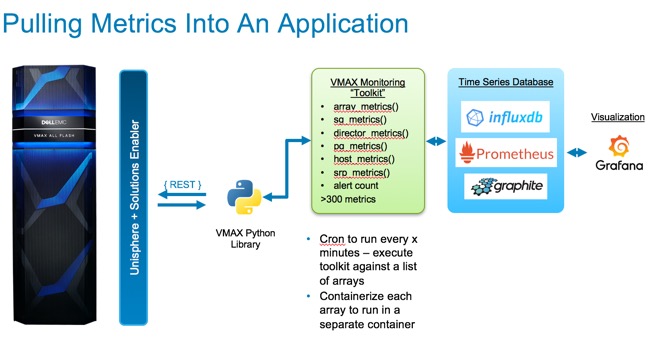 Pulling Metrics Into An Application
DELLEMC
VMAX ALL FLASH
Unisphere + Solutions Enabler
{ REST }
VMAX Python
Library
VMAX Monitoring
"Toolkit"
• array_metrics()
• sg_metrics()
• director_metrics()
• pg_metrics()
• host_metrics()
• srp_metrics()
• alert count
>300 metrics
• Cron to run every x
minutes – execute
toolkit against a list
of arrays
• Containerize each
array to run in a
separate container
Time Series Database
influxdb
Prometheus
graphite
Visualization
Grafana